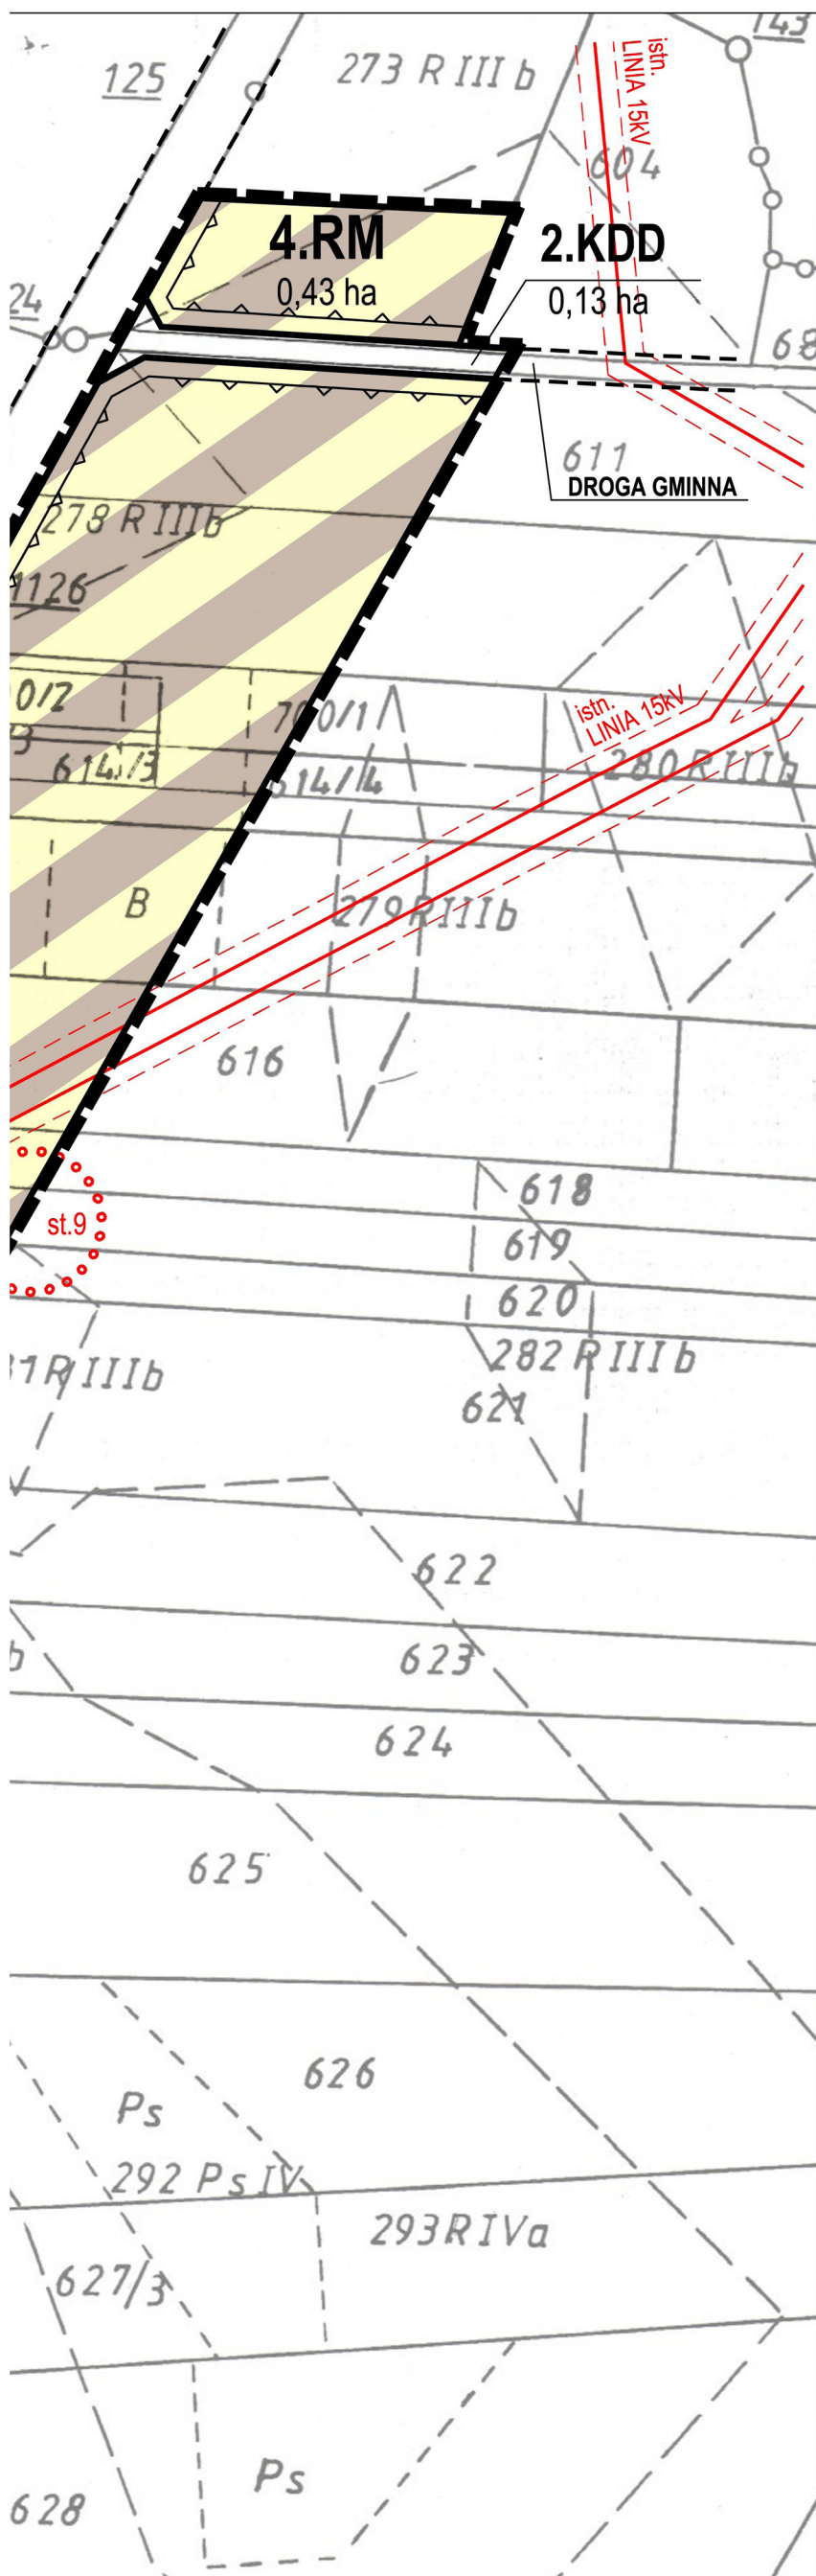 143
125
273 R III b
istn.
LINIA 15kV
604
4.RM
0,43 ha
2.KDD
0,13 ha
24
68
611
DROGA GMINNA
278 R IIIb
1126
0/2
700/1
istn.
LINIA 15kV
614/3
614/4
280 R IIIb
B
279 R IIIb
616
618
st.9
619
620
282 R III b
1 R IIIb
621
622
b
623
624
625
626
Ps
292 Ps IV
293 R IVa
627/3
Ps
628